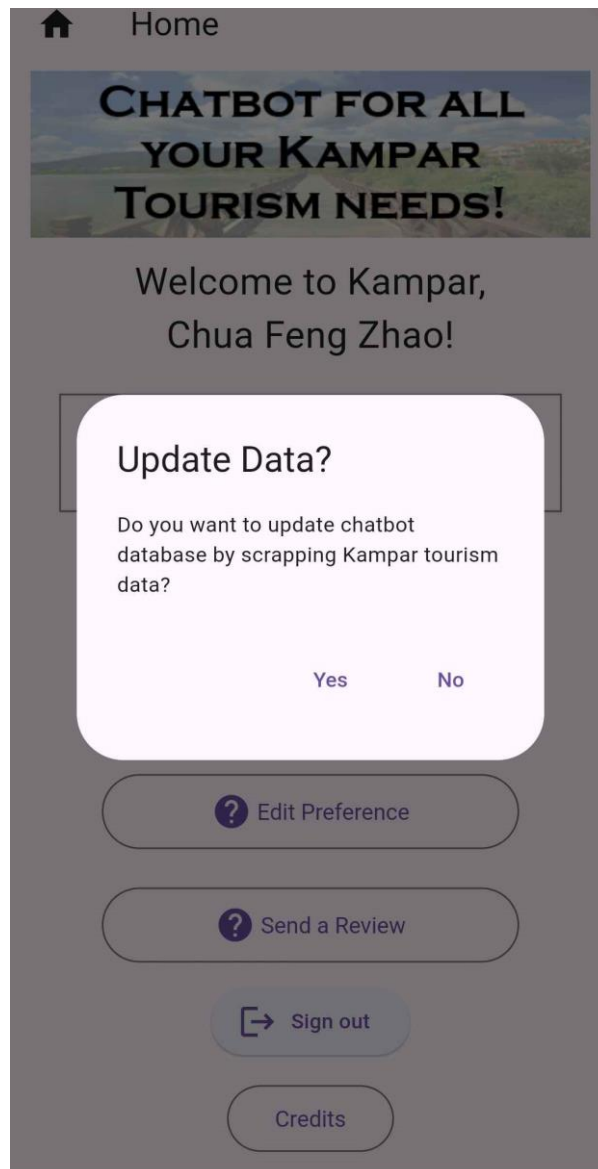 Home
CHATBOT FOR ALL
YOUR KAMPAR
TOURISM NEEDS!
Welcome to Kampar,
Chua Feng Zhao!
Update Data?
Do you want to update chatbot
database by scrapping Kampar tourism
data?
Yes No
Edit Preference
Send a Review
Sign out
Credits